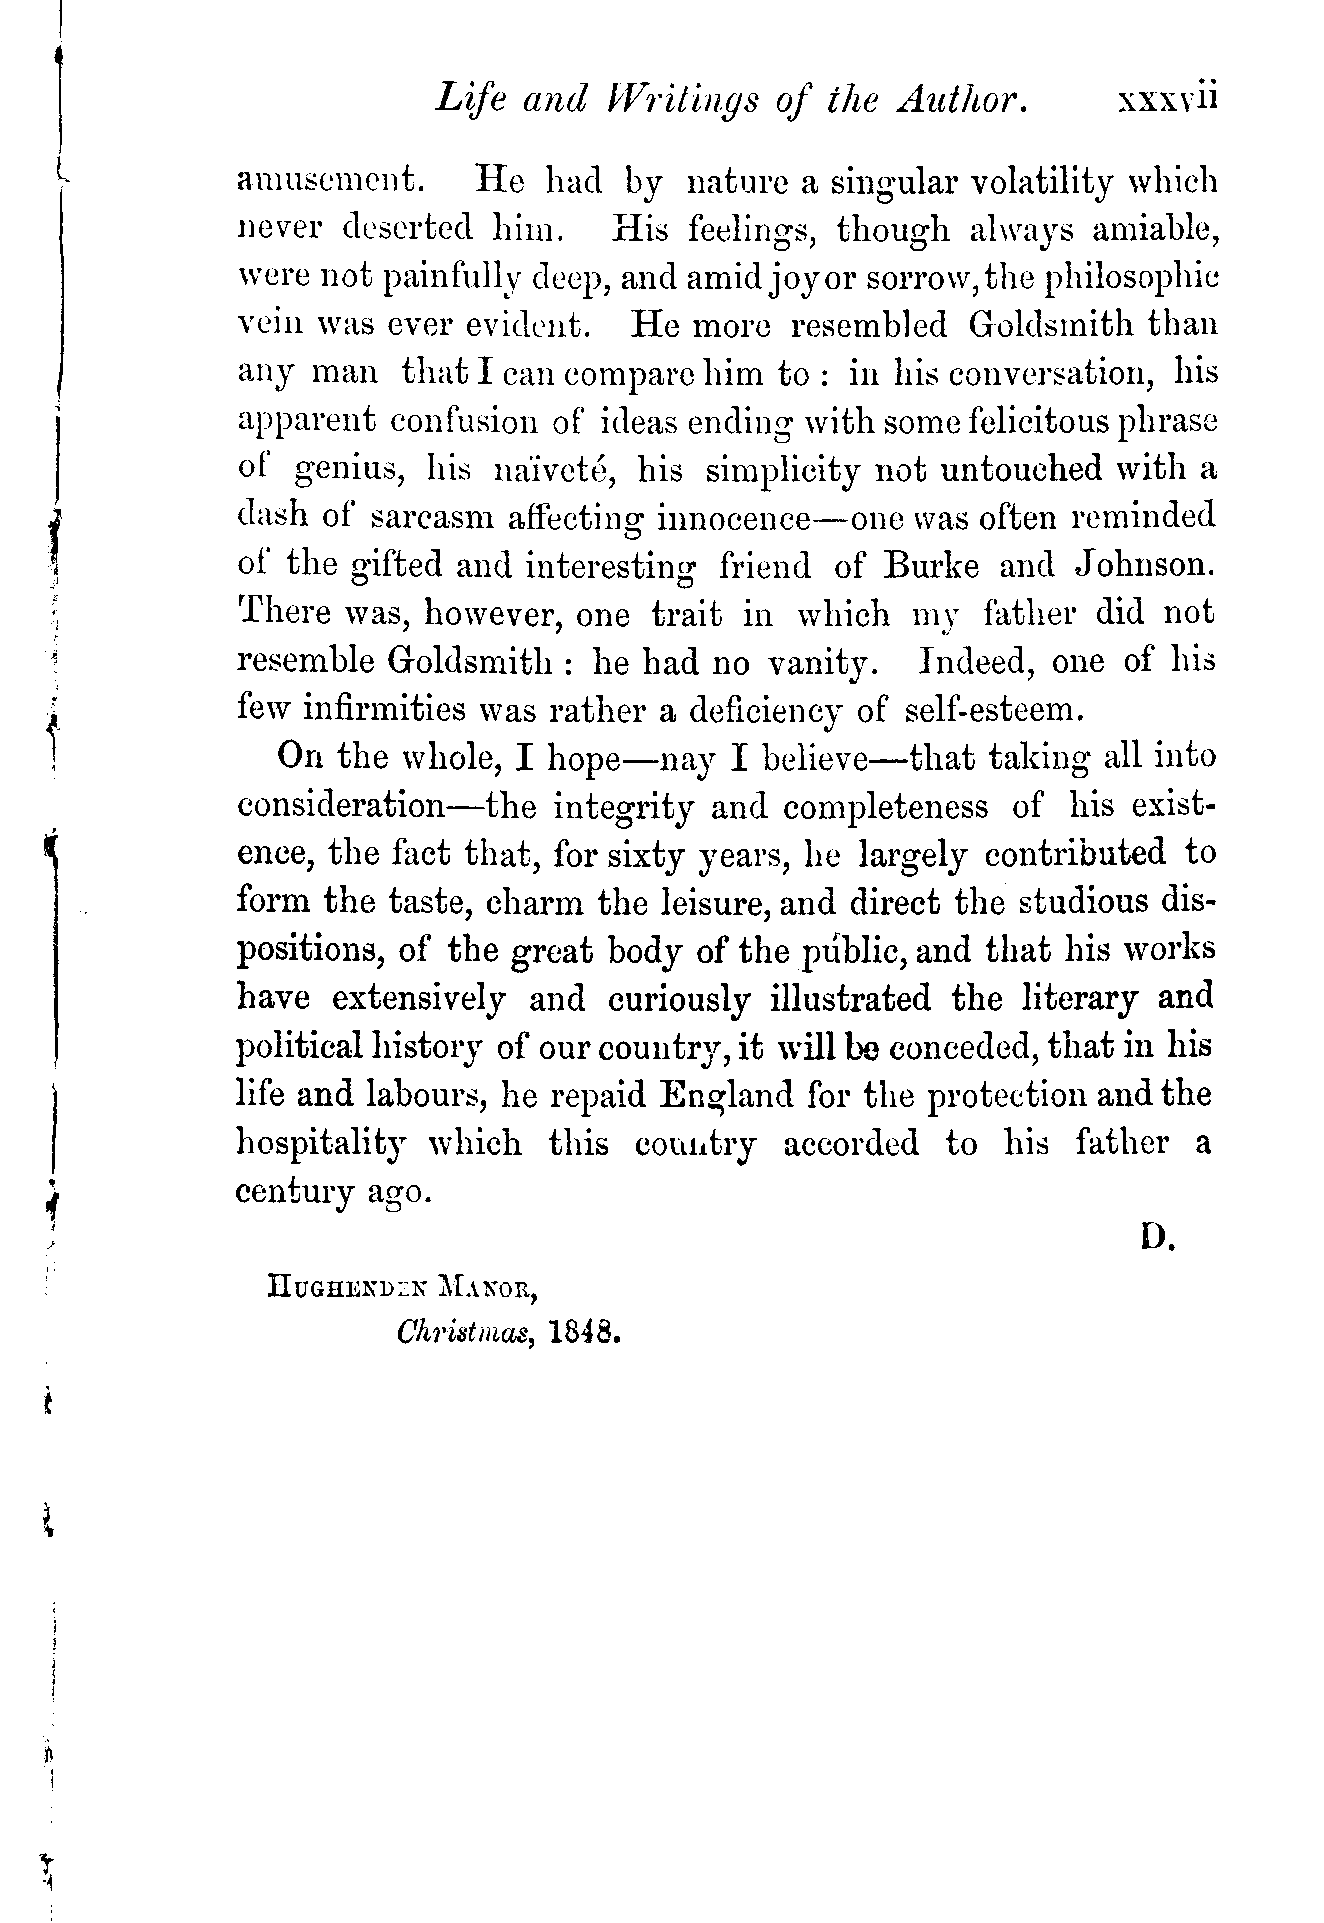 Life and Writings of the Author. xxxvii
amusement. He had by nature a singular volatility which
never deserted him. His feelings, though always amiable,
were not painfully deep, and amid joy or sorrow, the philosophic
vein was ever evident. He more resembled Goldsmith than
any man that I can compare him to : in his conversation, his
apparent confusion of ideas ending with some felicitous phrase
of genius, his naïveté, his simplicity not untouched with a
dash of sarcasm affecting innocence—one was often reminded
of the gifted and interesting friend of Burke and Johnson.
There was, however, one trait in which my father did not
resemble Goldsmith : he had no vanity. Indeed, one of his
few infirmities was rather a deficiency of self-esteem.
On the whole, I hope—nay I believe—that taking all into
consideration—the integrity and completeness of his exist-
ence, the fact that, for sixty years, he largely contributed to
form the taste, charm the leisure, and direct the studious dis-
positions, of the great body of the public, and that his works
have extensively and curiously illustrated the literary and
political history of our country, it will be conceded, that in his
life and labours, he repaid England for the protection and the
hospitality which this country accorded to his father a
century ago.
D.
HUGHENDEN MANOR,
Christmas, 1848.